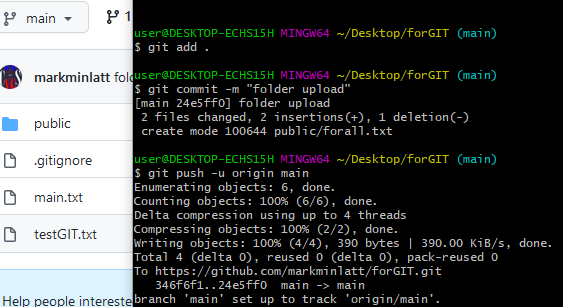 main
1
markminlatt fol
public
.gitignore
main.txt
testGIT.txt
Help people intereste
user@DESKTOP-ECHS15H MINGW64 ~/Desktop/forGIT (main)
$ git add .
user@DESKTOP-ECHS15H MINGW64 ~/Desktop/forGIT (main)
$ git commit -m "folder upload"
[main 24e5ff0] folder upload
 2 files changed, 2 insertions(+), 1 deletion(-)
 create mode 100644 public/forall.txt
user@DESKTOP-ECHS15H MINGW64 ~/Desktop/forGIT (main)
$ git push -u origin main
Enumerating objects: 6, done.
Counting objects: 100% (6/6), done.
Delta compression using up to 4 threads
Compressing objects: 100% (2/2), done.
Writing objects: 100% (4/4), 390 bytes | 390.00 KiB/s, done.
Total 4 (delta 0), reused 0 (delta 0), pack-reused 0
To https://github.com/markminlatt/forGIT.git
   346f6f1..24e5ff0  main -> main
branch 'main' set up to track 'origin/main'.